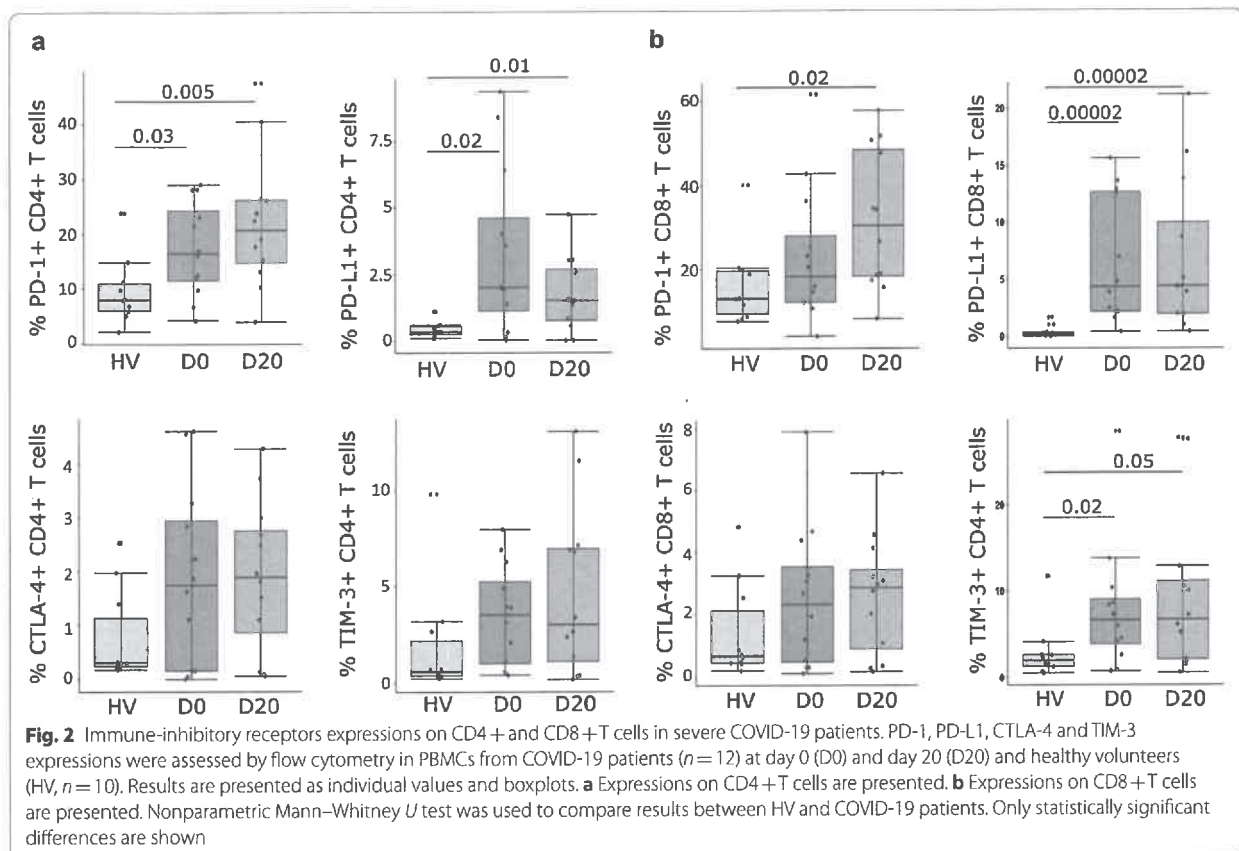 a
b
0.005
0.03
% PD-1+ CD4+ T cells
40
30
20
10
0
HV D0 D20
0.01
0.02
% PD-L1+ CD4+ T cells
7.5
5
2.5
0
HV D0 D20
0.02
% PD-1+ CD8+ T cells
60
40
20
HV D0 D20
0.00002
0.00002
% PD-L1+ CD8+ T cells
20
15
10
5
0
HV D0 D20
% CTLA-4+ CD4+ T cells
4
3
2
1
0
HV D0 D20
% TIM-3+ CD4+ T cells
10
5
0
HV D0 D20
% CTLA-4+ CD8+ T cells
8
6
4
2
0
HV D0 D20
0.05
0.02
% TIM-3+ CD4+ T cells
20
10
0
HV D0 D20
Fig. 2 Immune-inhibitory receptors expressions on CD4+ and CD8+T cells in severe COVID-19 patients. PD-1, PD-L1, CTLA-4 and TIM-3
expressions were assessed by flow cytometry in PBMCs from COVID-19 patients (n=12) at day 0 (D0) and day 20 (D20) and healthy volunteers
(HV, n=10). Results are presented as individual values and boxplots. a Expressions on CD4+T cells are presented. b Expressions on CD8+T cells
are presented. Nonparametric Mann–Whitney U test was used to compare results between HV and COVID-19 patients. Only statistically significant
differences are shown